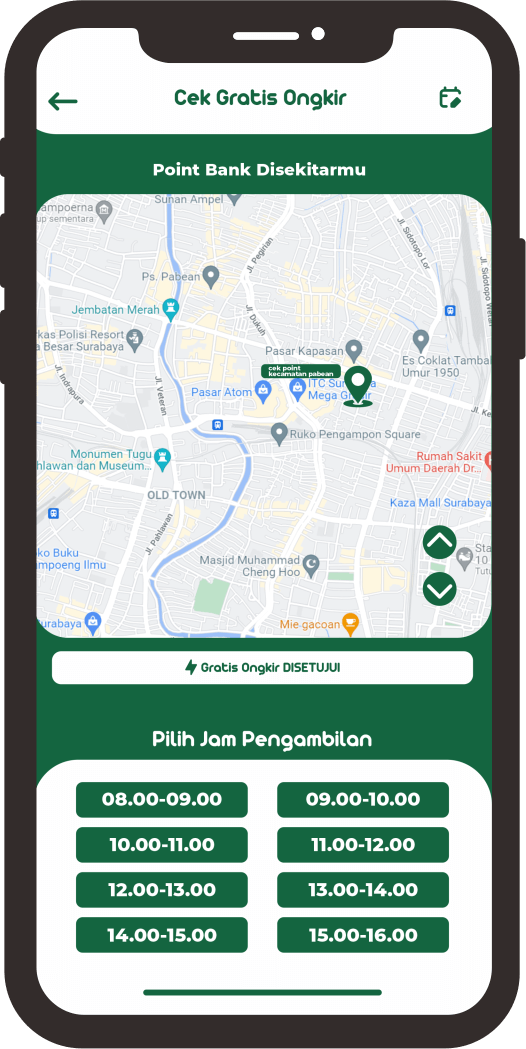 Cek Gratis Ongkir
Point Bank Disekitarmu
ampoerna
up sementara
Sunan Ampel
Jl. Sidotopo Lor
Jl. Pegirian
Ps. Pabean
Jl. Sidotopo Wetan
Jembatan Merah
Jl. Dukuh
kas Polisi Resort
a Besar Surabaya
Pasar Kapasan
Es Coklat Tambal
Umur 1950
cek point
kecamatan pabean
Jl. Indrapura
Jl. Veteran
Pasar Atom
ITC Sur
Mega Gr
Jl. Ke
Ruko Pengampon Square
Monumen Tugu
hlawan dan Museum...
Rumah Sakit
Umum Daerah Dr...
OLD TOWN
Kaza Mall Surabaya
Jl. Pahlawan
oko Buku
mpoeng Ilmu
Masjid Muhammad
Cheng Hoo
Sta
10
Tutu
Surabaya
Mie gacoan
Gratis Ongkir DISETUJUI
Pilih Jam Pengambilan
08.00-09.00
09.00-10.00
10.00-11.00
11.00-12.00
12.00-13.00
13.00-14.00
14.00-15.00
15.00-16.00